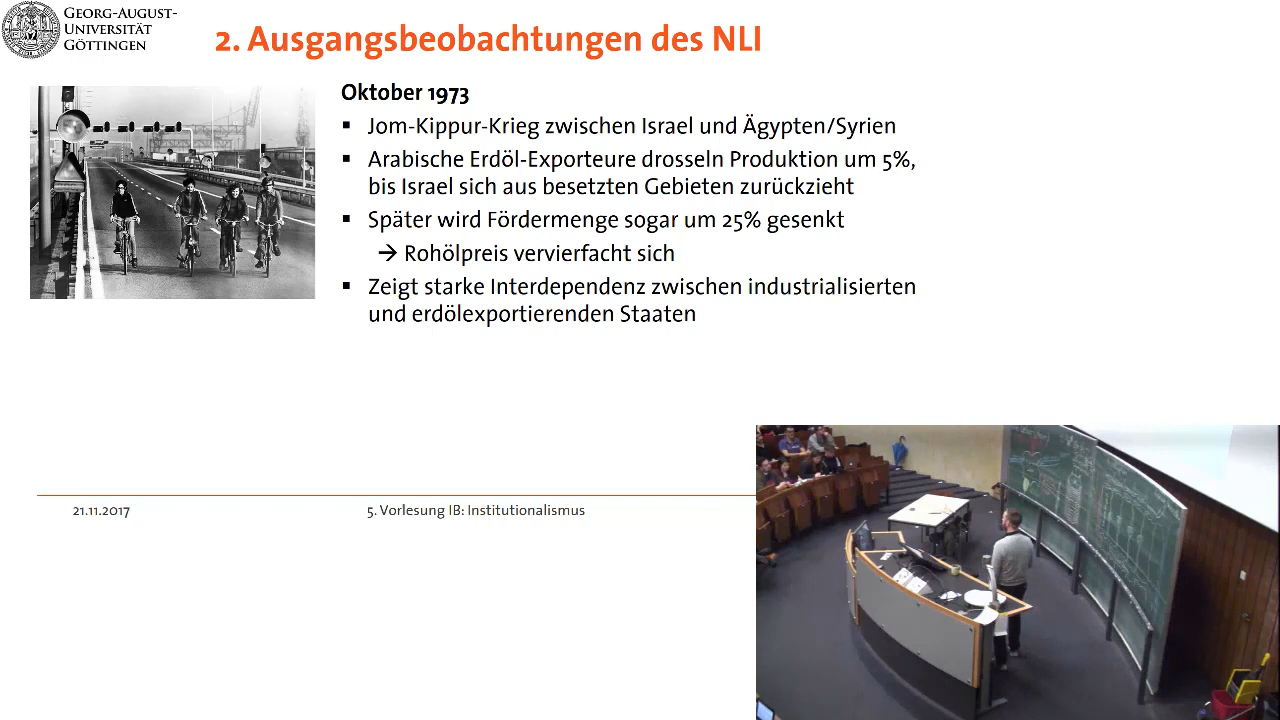 GEORG-AUGUST-
UNIVERSITÄT
GÖTTINGEN
2. Ausgangsbeobachtungen des NLI
Oktober 1973
▪ Jom-Kippur-Krieg zwischen Israel und Ägypten/Syrien
▪ Arabische Erdöl-Exporteure drosseln Produktion um 5%,
bis Israel sich aus besetzten Gebieten zurückzieht
▪ Später wird Fördermenge sogar um 25% gesenkt
→ Rohölpreis vervierfacht sich
▪ Zeigt starke Interdependenz zwischen industrialisierten
und erdölexportierenden Staaten
21.11.2017
5. Vorlesung IB: Institutionalismus